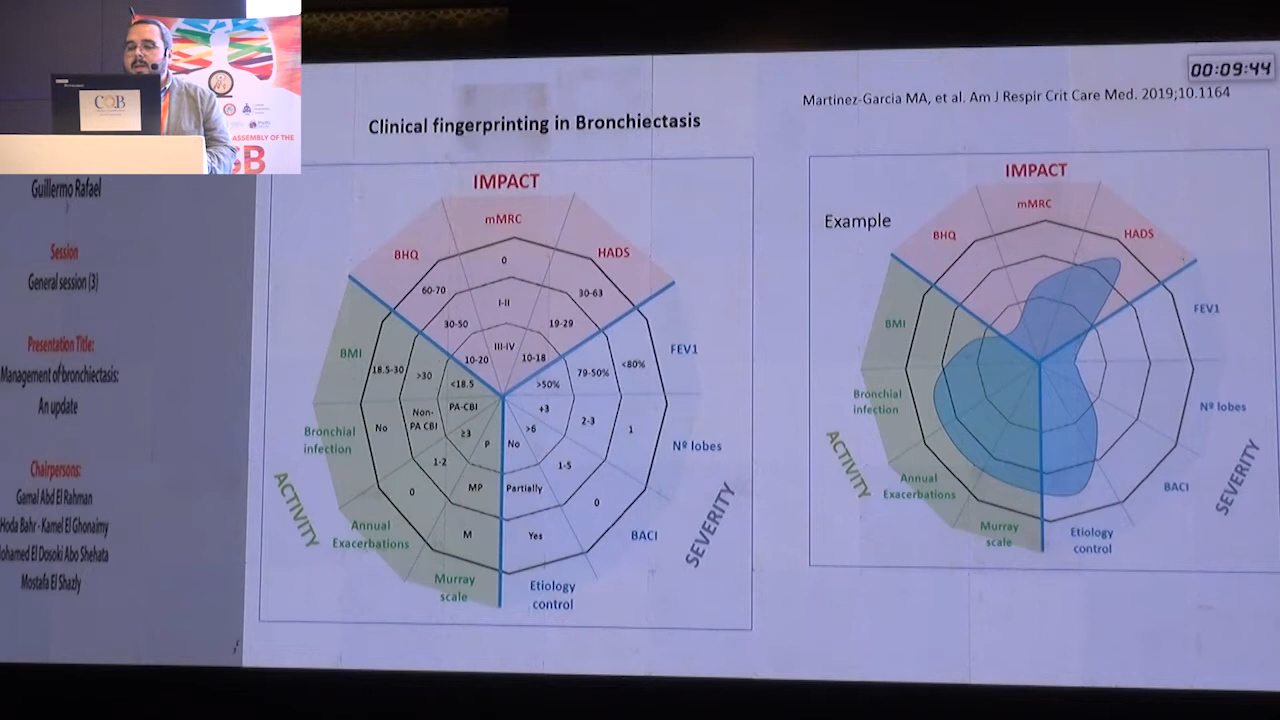 00:09:44
Martinez-Garcia MA, et al. Am J Respir Crit Care Med. 2019;10.1164
Clinical fingerprinting in Bronchiectasis
COB
ASSEMBLY OF THE
Guillermo Rafael
Session
General session (3)
Presentation Title:
Management of bronchiectasis:
An update
Chairpersons:
Gamal Abd El Rahman
Hoda Bahr - Kamel El Ghonaimy
Mohamed El Dosoki Abo Shehata
Mostafa El Shazly
IMPACT
mMRC
BHQ
HADS
0
60-70
30-63
I-II
30-50
19-29
III-IV
10-20
10-18
BMI
FEV1
18.5-30
>30
<18.5
>50%
79-50%
<80%
Bronchial
infection
No
Non-
PA CBI
PA-CBI
+3
2-3
1
Nº lobes
≥3
>6
P
No
1-2
1-5
0
MP
Partially
0
ACTIVITY
Annual
Exacerbations
M
Yes
BACI
SEVERITY
Murray
scale
Etiology
control
IMPACT
Example
mMRC
BHQ
HADS
BMI
FEV1
Bronchial
infection
Nº lobes
ACTIVITY
Annual
Exacerbations
BACI
SEVERITY
Murray
scale
Etiology
control